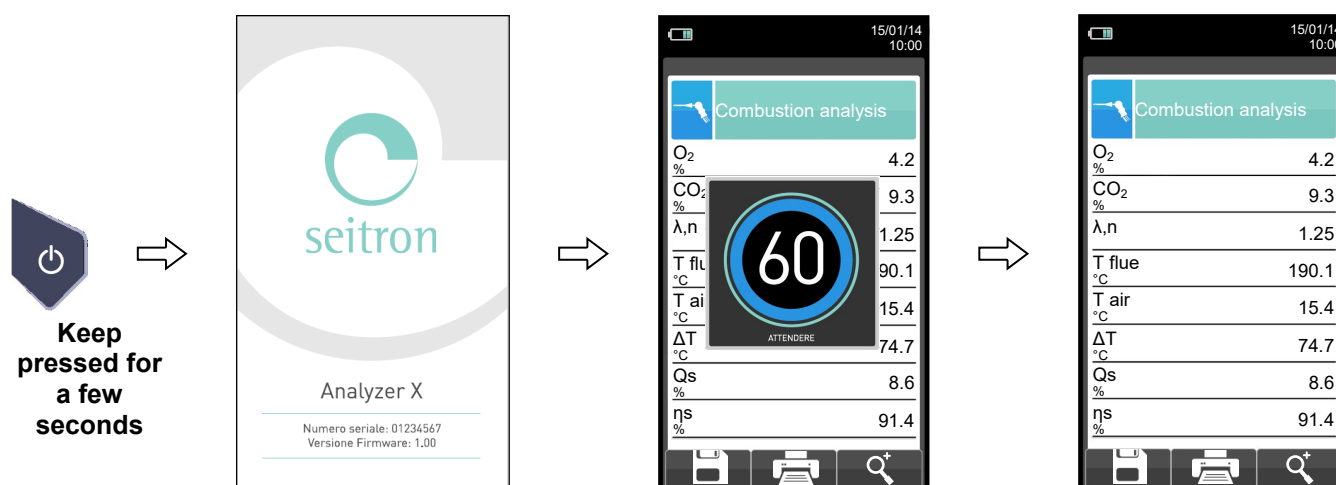 Keep
pressed for
a few
seconds
seitron
Analyzer X
Numero seriale: 01234567
Versione Firmware: 1.00
15/01/14
10:00
Combustion analysis
O2
%
4.2
CO2
%
9.3
λ,n
1.25
T flu
°C
90.1
T ai
°C
15.4
ΔT
°C
74.7
Qs
%
8.6
ηs
%
91.4
60
ATTENDERE
15/01/14
10:00
Combustion analysis
O2
%
4.2
CO2
%
9.3
λ,n
1.25
T flue
°C
190.1
T air
°C
15.4
ΔT
°C
74.7
Qs
%
8.6
ηs
%
91.4